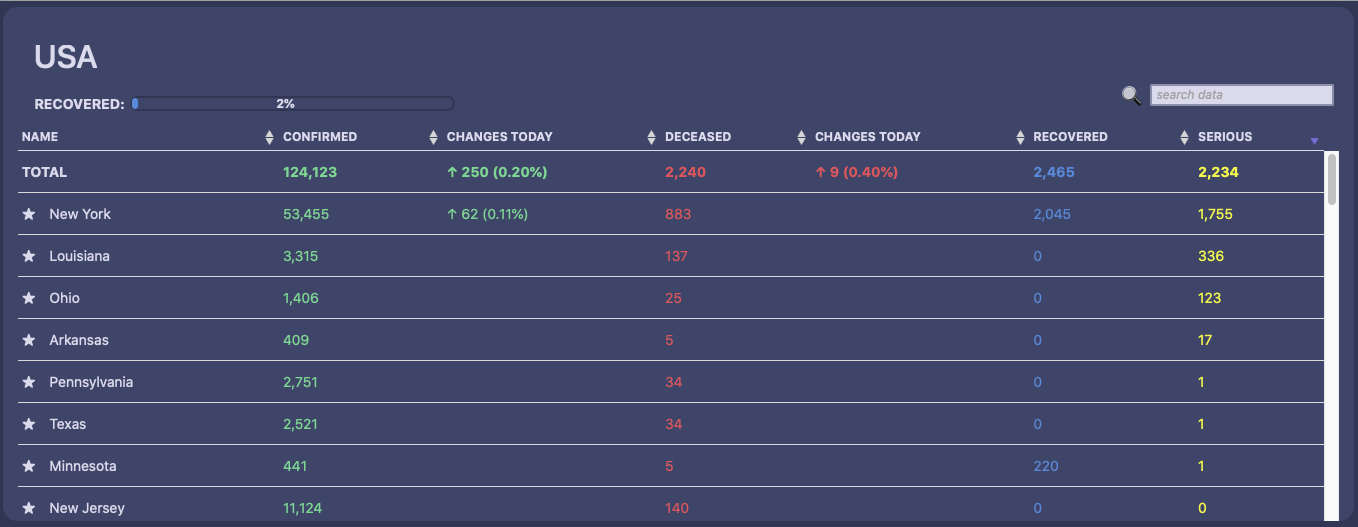 USA
RECOVERED: 2%
search data
NAME CONFIRMED CHANGES TODAY DECEASED CHANGES TODAY RECOVERED SERIOUS
TOTAL 124,123 ↑ 250 (0.20%) 2,240 ↑ 9 (0.40%) 2,465 2,234
★ New York 53,455 ↑ 62 (0.11%) 883 2,045 1,755
★ Louisiana 3,315 137 0 336
★ Ohio 1,406 25 0 123
★ Arkansas 409 5 0 17
★ Pennsylvania 2,751 34 0 1
★ Texas 2,521 34 0 1
★ Minnesota 441 5 220 1
★ New Jersey 11,124 140 0 0